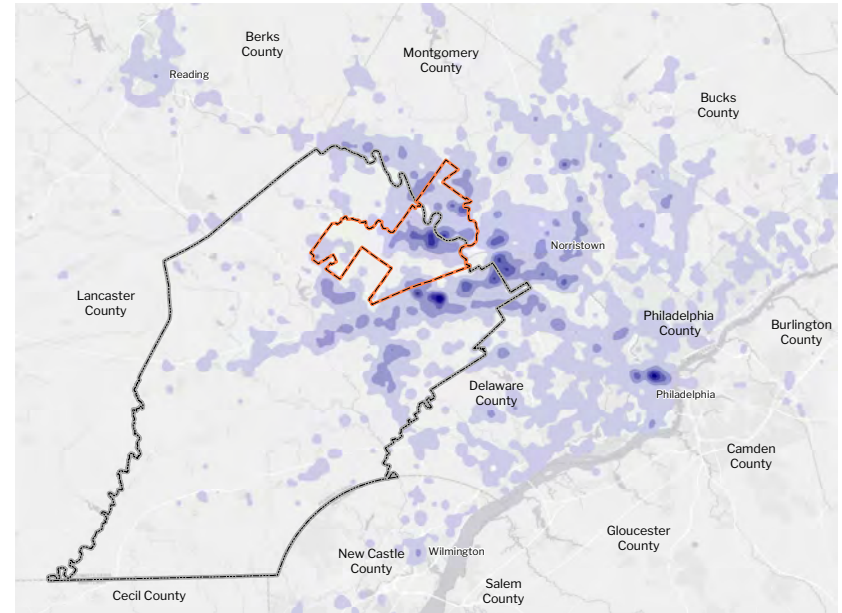 Berks
County
Montgomery
County
Reading
Bucks
County
Norristown
Lancaster
County
Philadelphia
County
Burlington
County
Delaware
County
Philadelphia
Camden
County
Gloucester
County
New Castle
County
Wilmington
Salem
County
Cecil County